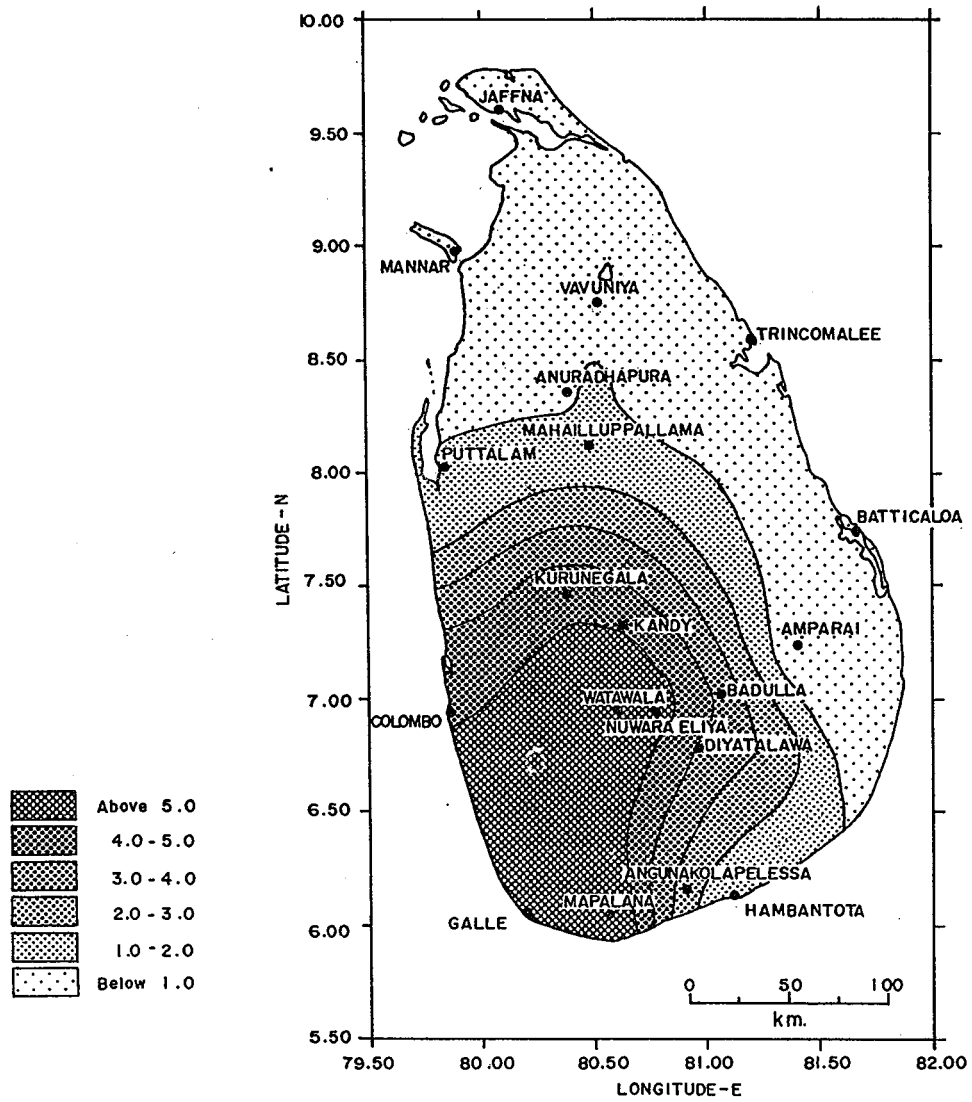 10.00
9.50
9.00
8.50
8.00
7.50
7.00
6.50
6.00
5.50
LATITUDE-N
79.50 80.00 80.50 81.00 81.50 82.00
LONGITUDE-E
JAFFNA
MANNAR
VAVUNIYA
TRINCOMALEE
ANURADHAPURA
MAHAILLUPPALLAMA
PUTTALAM
BATTICALOA
KURUNEGALA
KANDY
AMPARAI
WATAWALA
BADULLA
COLOMBO
NUWARA ELIYA
DIYATALAWA
ANGUNAKOLAPELESSA
MAPALANA
HAMBANTOTA
GALLE
Above 5.0
4.0-5.0
3.0-4.0
2.0-3.0
1.0-2.0
Below 1.0
0 50 100
km.